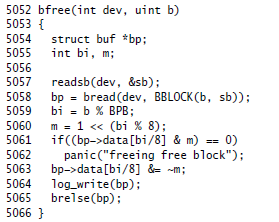 5052 bfree(int dev, uint b)
5053 {
5054   struct buf *bp;
5055   int bi, m;
5056
5057   readsb(dev, &sb);
5058   bp = bread(dev, BBLOCK(b, sb));
5059   bi = b % BPB;
5060   m = 1 << (bi % 8);
5061   if((bp->data[bi/8] & m) == 0)
5062     panic("freeing free block");
5063   bp->data[bi/8] &= ~m;
5064   log_write(bp);
5065   brelse(bp);
5066 }